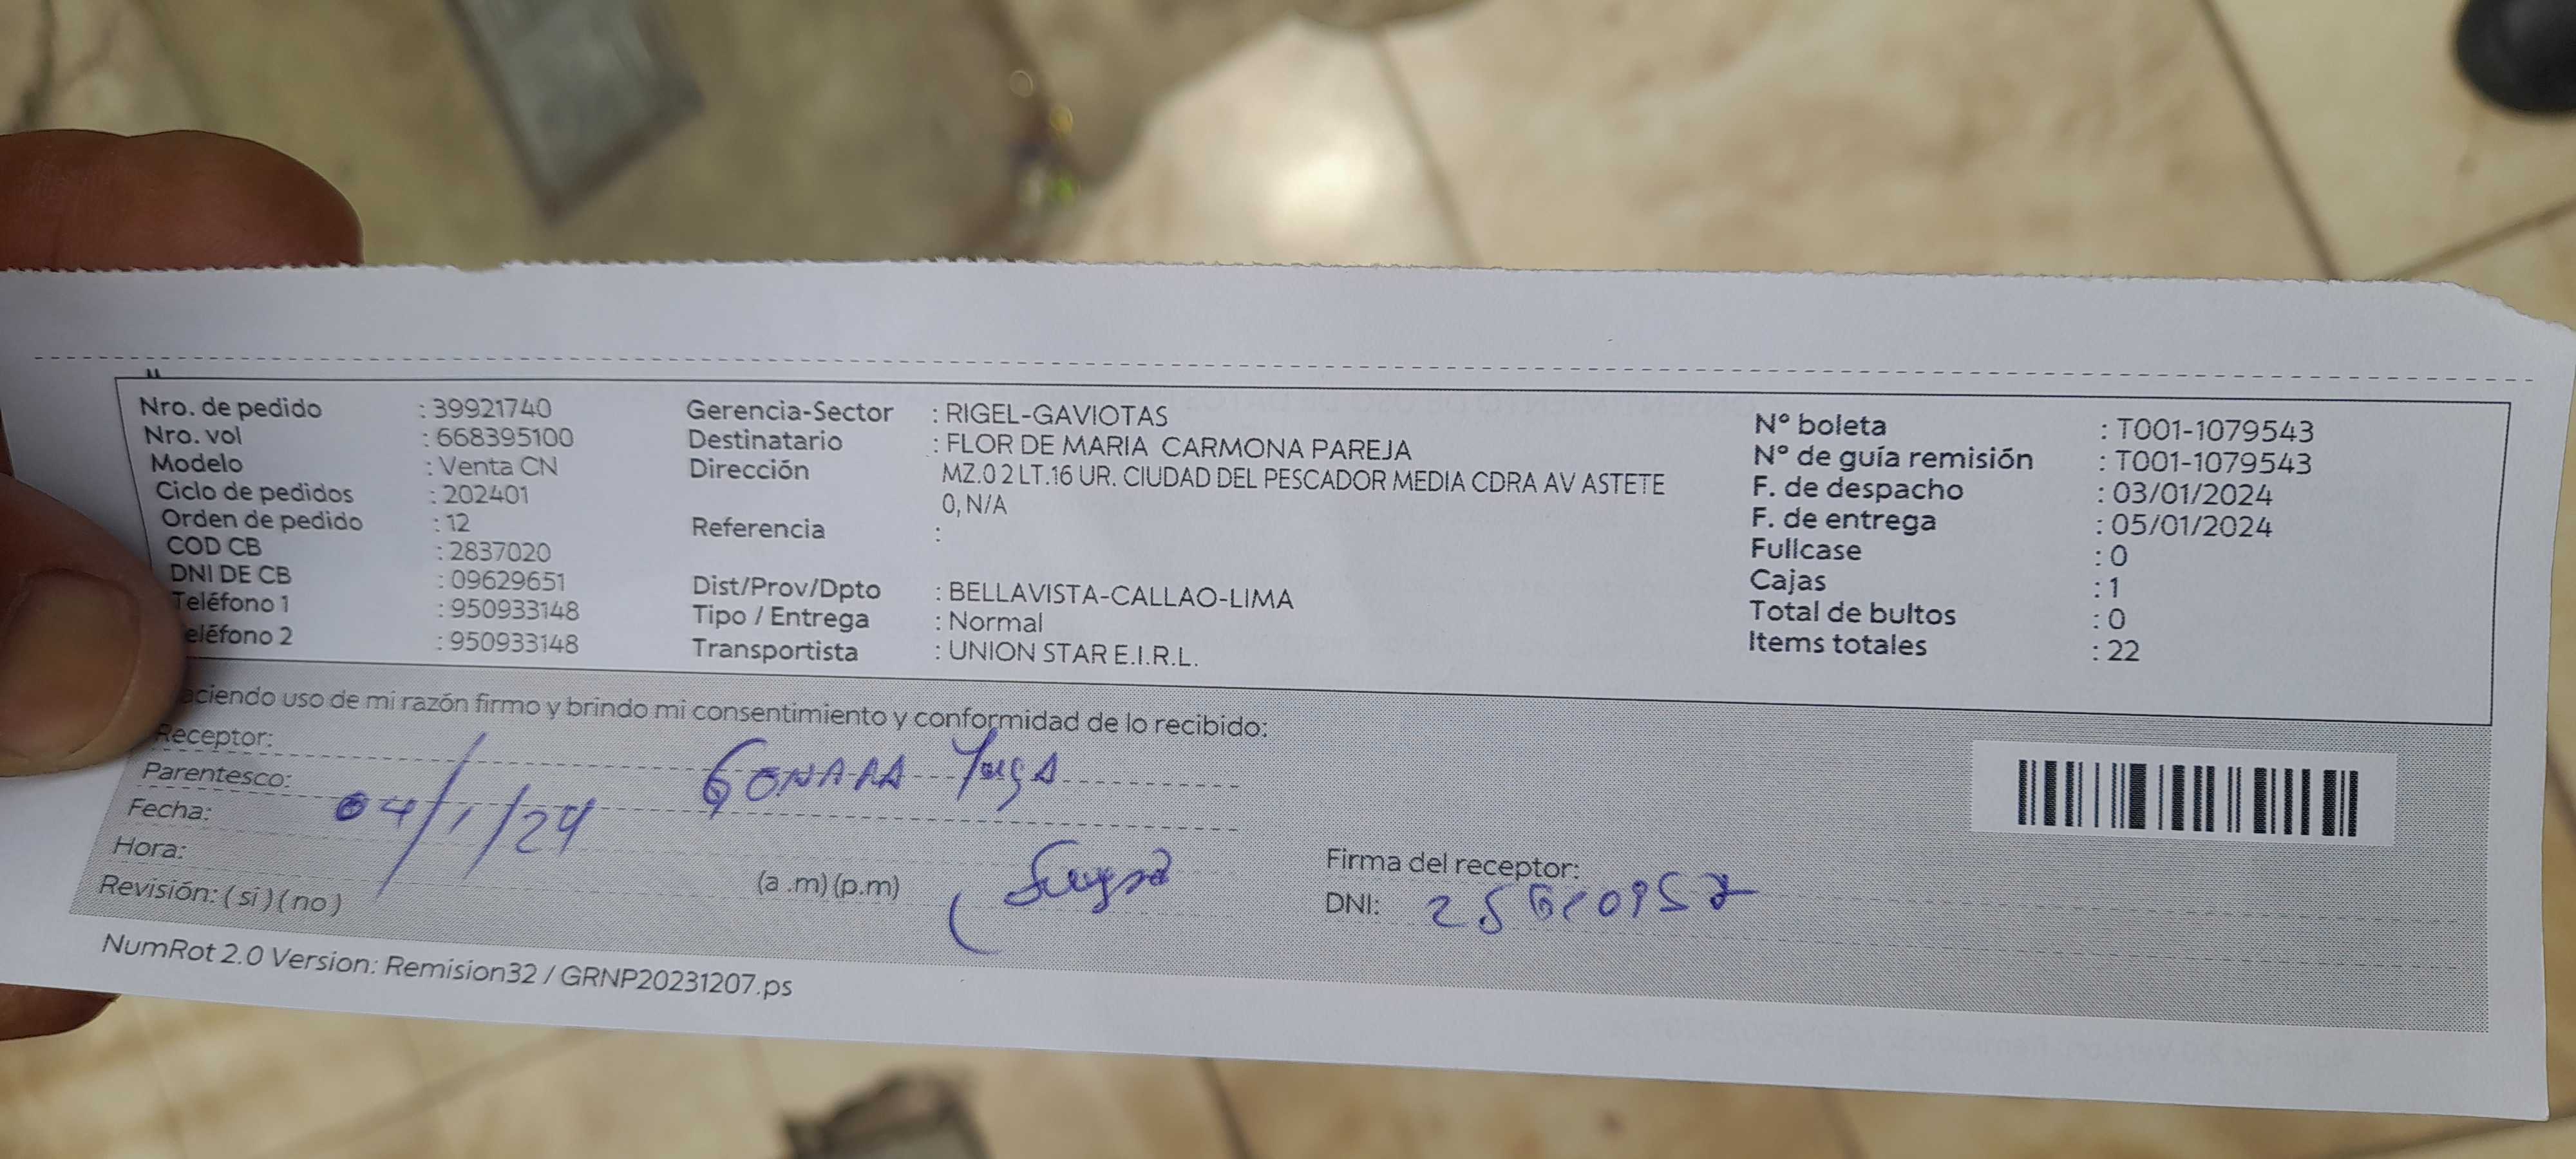 Nro. de pedido : 39921740
Nro. vol : 668395100
Modelo : Venta CN
Ciclo de pedidos : 202401
Orden de pedido : 12
COD CB : 2837020
DNI DE CB : 09629651
Teléfono 1 : 950933148
eléfono 2 : 950933148
Gerencia-Sector : RIGEL-GAVIOTAS
Destinatario : FLOR DE MARIA CARMONA PAREJA
Dirección MZ.0 2 LT.16 UR. CIUDAD DEL PESCADOR MEDIA CDRA AV ASTETE
0, N/A
Referencia :
Dist/Prov/Dpto : BELLAVISTA-CALLAO-LIMA
Tipo / Entrega : Normal
Transportista : UNION STAR E.I.R.L.
N° boleta : T001-1079543
N° de guía remisión : T001-1079543
F. de despacho : 03/01/2024
F. de entrega : 05/01/2024
Fullcase : 0
Cajas : 1
Total de bultos : 0
Items totales : 22
aciendo uso de mi razón firmo y brindo mi consentimiento y conformidad de lo recibido:
Receptor:
Parentesco:
Fecha: 04/1/24
Hora: (a .m) (p.m)
Revisión: ( si ) ( no )
Firma del receptor:
DNI:
NumRot 2.0 Version: Remision32 / GRNP20231207.ps